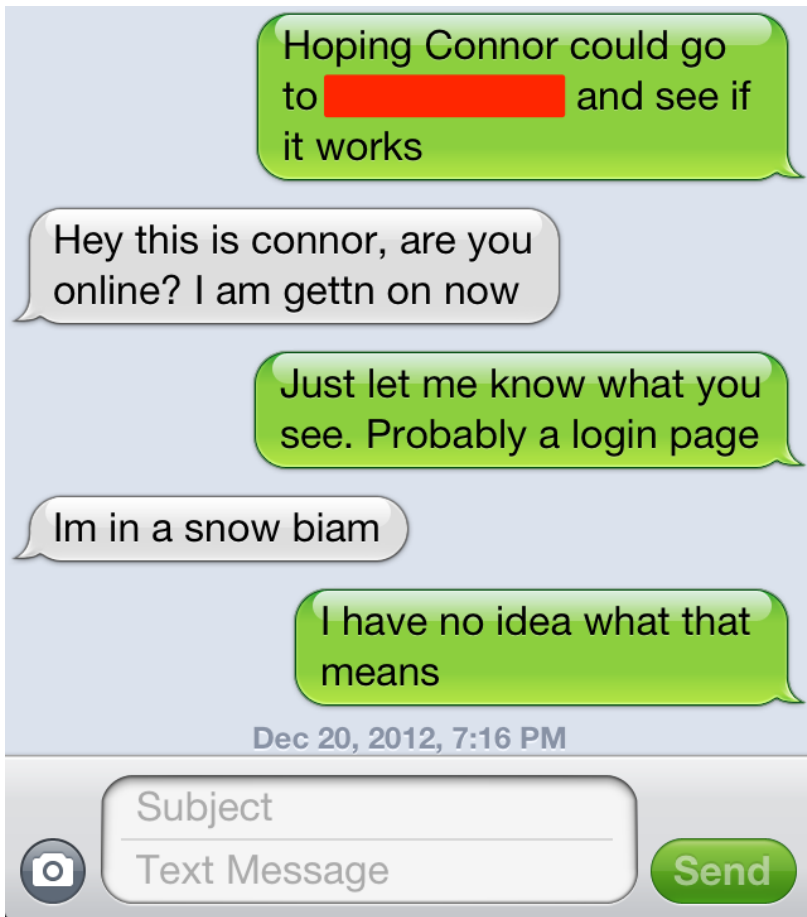 Hoping Connor could go
to and see if
it works
Hey this is connor, are you
online? I am gettn on now
Just let me know what you
see. Probably a login page
Im in a snow biam
I have no idea what that
means
Dec 20, 2012, 7:16 PM
Subject
Text Message
Send